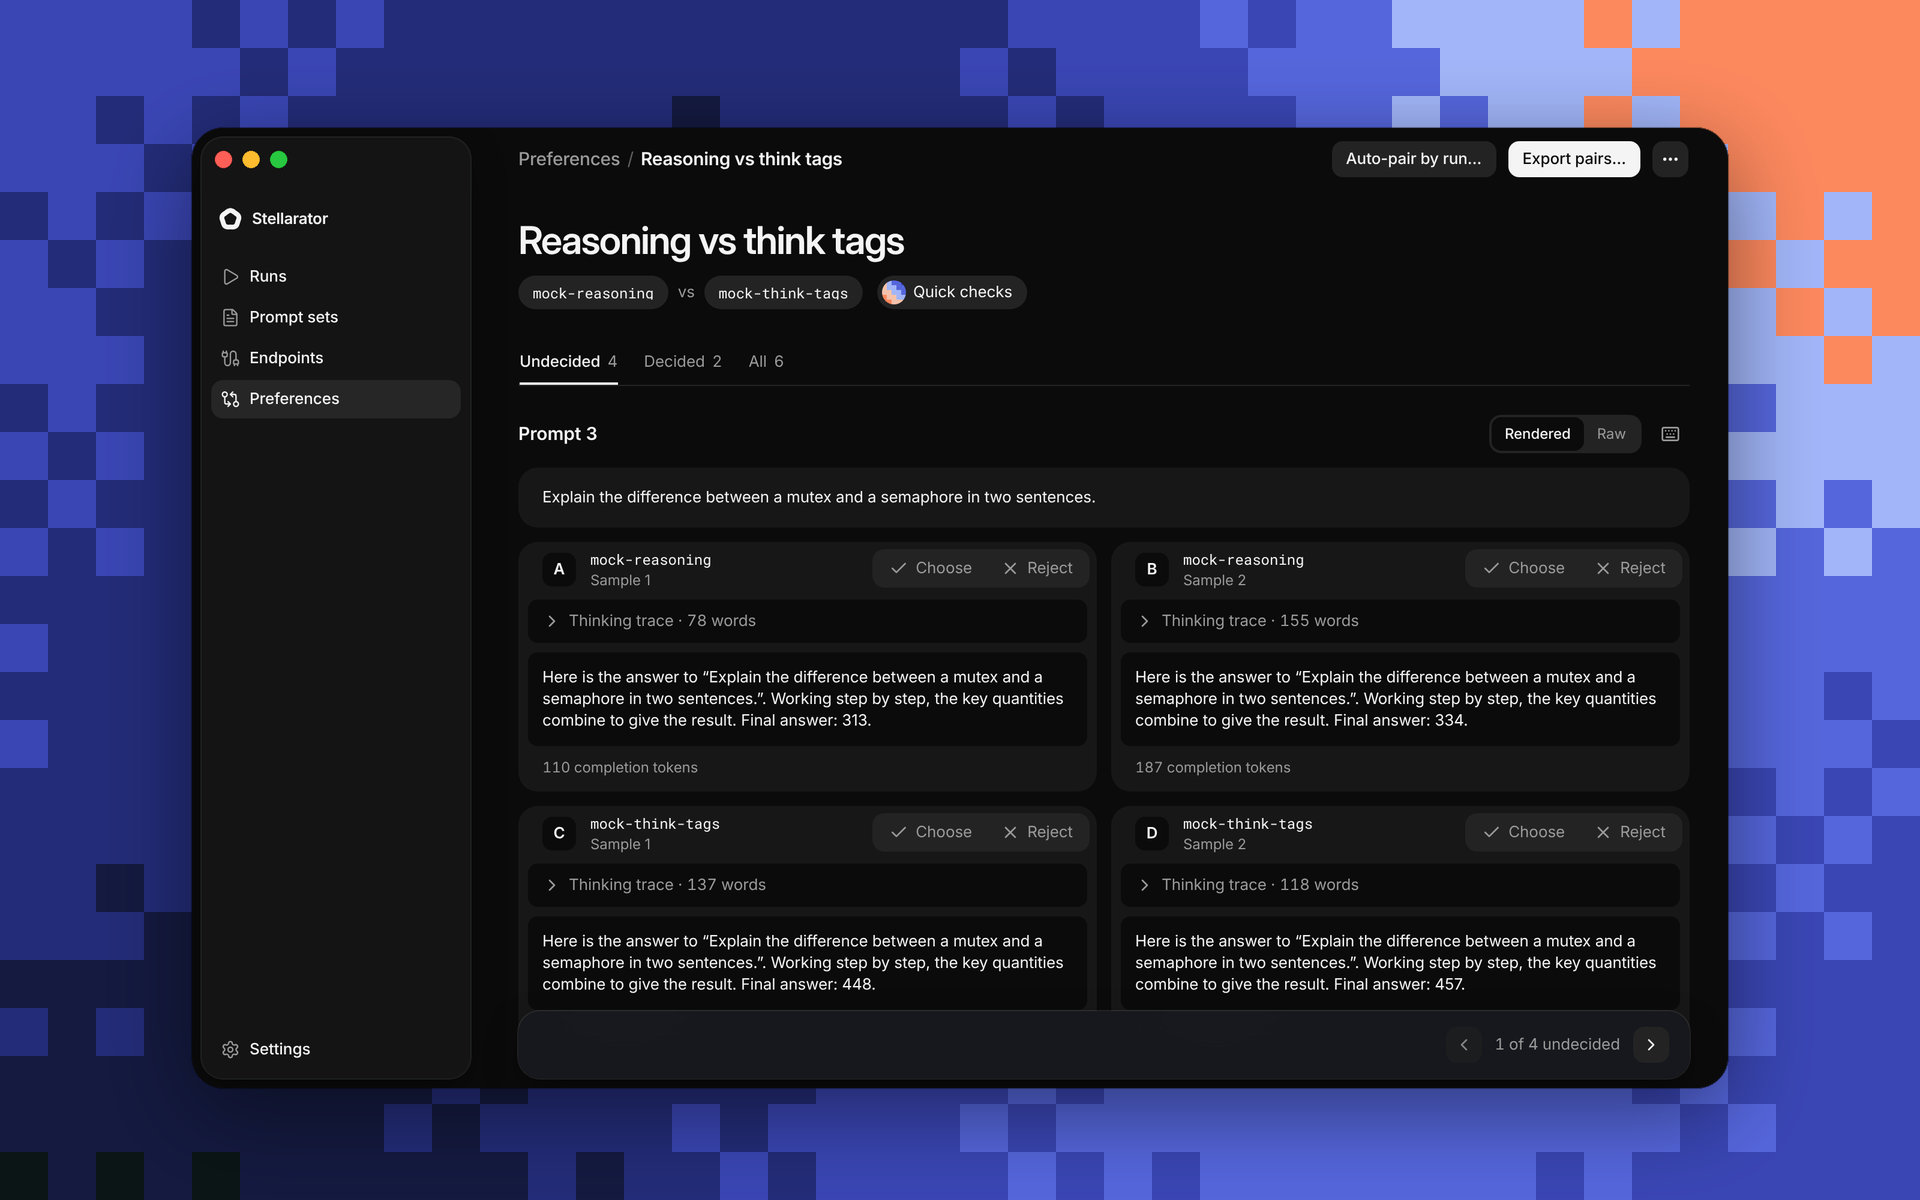 Stellarator
Runs
Prompt sets
Endpoints
Preferences
Settings
Preferences / Reasoning vs think tags
Auto-pair by run...
Export pairs...
Reasoning vs think tags
mock-reasoning vs mock-think-tags Quick checks
Undecided 4 Decided 2 All 6
Prompt 3
Rendered Raw
Explain the difference between a mutex and a semaphore in two sentences.
A mock-reasoning
Sample 1
Choose Reject
Thinking trace · 78 words
Here is the answer to “Explain the difference between a mutex and a
semaphore in two sentences.”. Working step by step, the key quantities
combine to give the result. Final answer: 313.
110 completion tokens
B mock-reasoning
Sample 2
Choose Reject
Thinking trace · 155 words
Here is the answer to “Explain the difference between a mutex and a
semaphore in two sentences.”. Working step by step, the key quantities
combine to give the result. Final answer: 334.
187 completion tokens
C mock-think-tags
Sample 1
Choose Reject
Thinking trace · 137 words
Here is the answer to “Explain the difference between a mutex and a
semaphore in two sentences.”. Working step by step, the key quantities
combine to give the result. Final answer: 448.
D mock-think-tags
Sample 2
Choose Reject
Thinking trace · 118 words
Here is the answer to “Explain the difference between a mutex and a
semaphore in two sentences.”. Working step by step, the key quantities
combine to give the result. Final answer: 457.
1 of 4 undecided